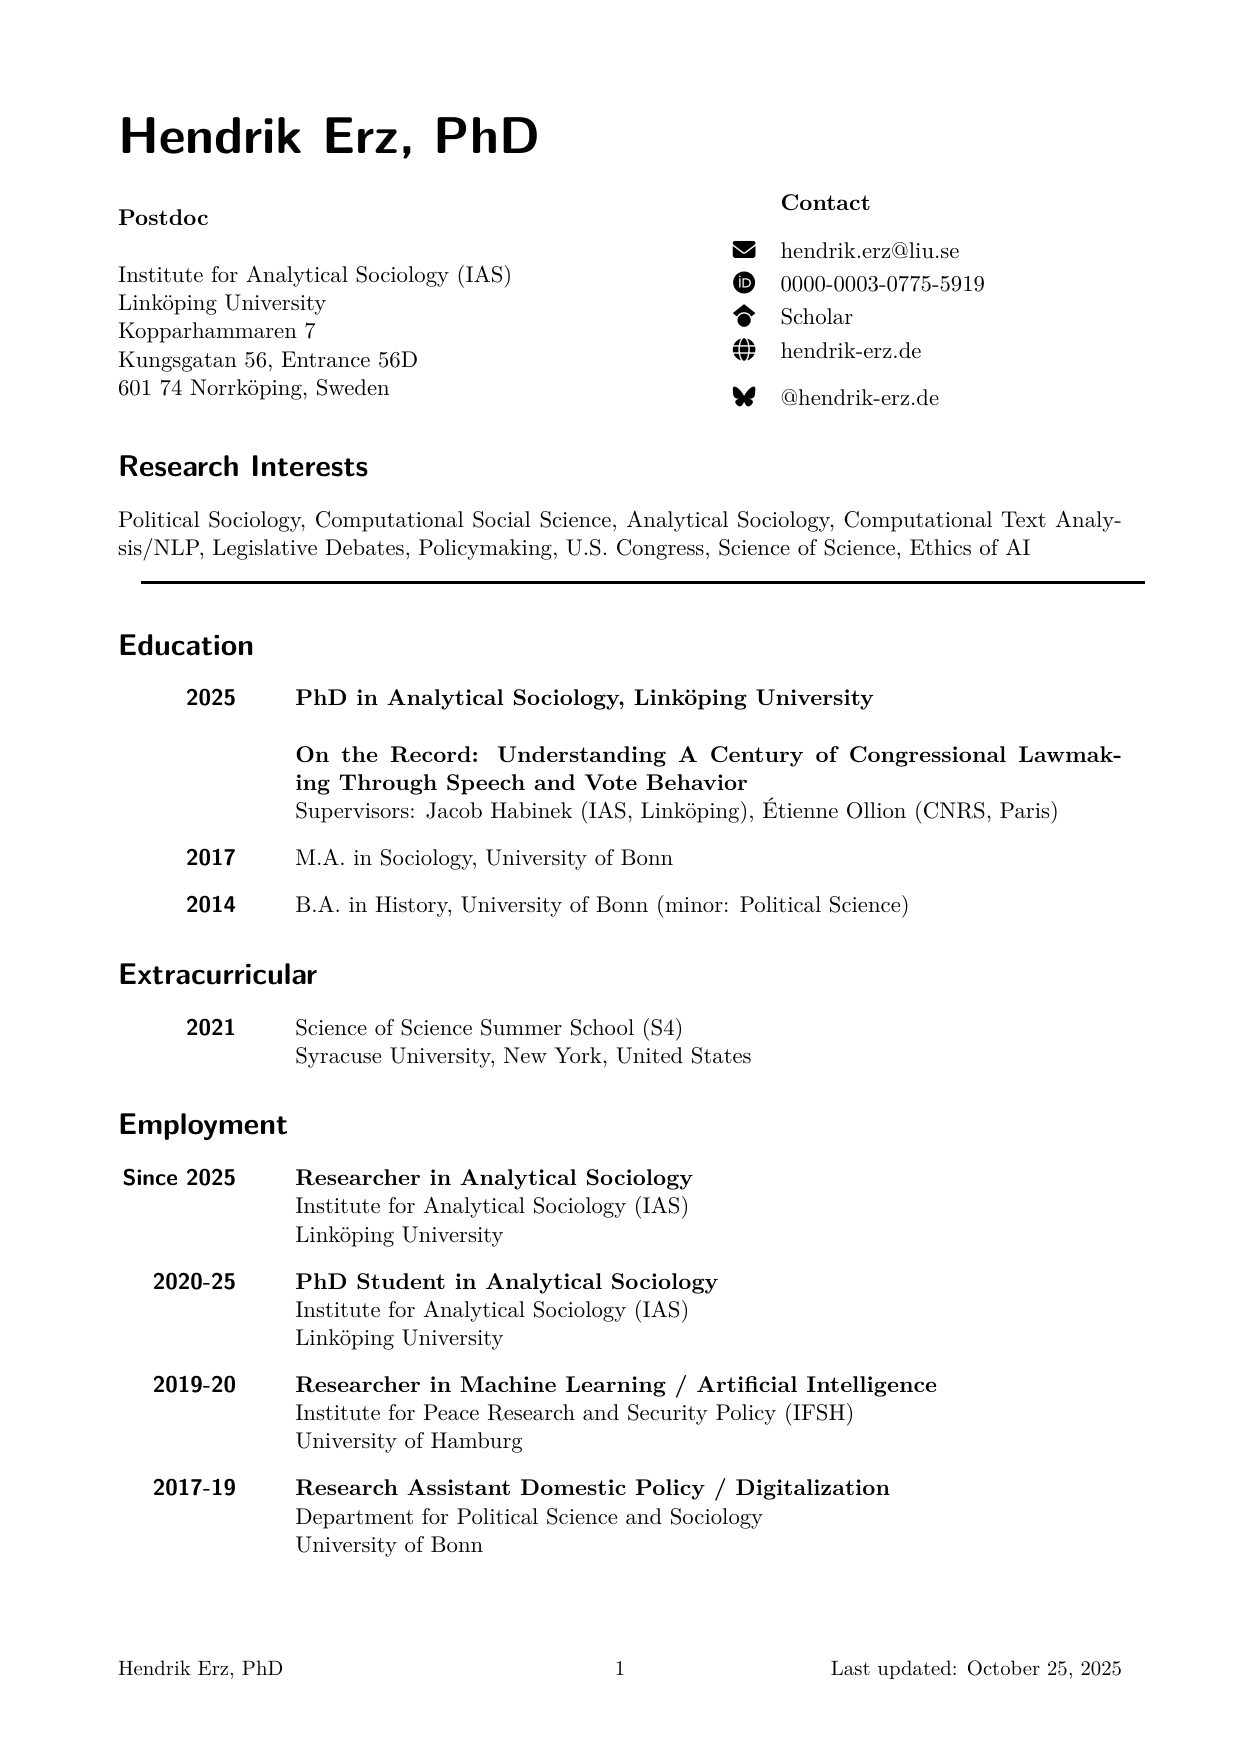 Hendrik Erz, PhD
Postdoc
Institute for Analytical Sociology (IAS)
Linköping University
Kopparhammaren 7
Kungsgatan 56, Entrance 56D
601 74 Norrköping, Sweden
Contact
hendrik.erz@liu.se
iD 0000-0003-0775-5919
Scholar
hendrik-erz.de
@hendrik-erz.de
Research Interests
Political Sociology, Computational Social Science, Analytical Sociology, Computational Text Analy-
sis/NLP, Legislative Debates, Policymaking, U.S. Congress, Science of Science, Ethics of AI
Education
2025 PhD in Analytical Sociology, Linköping University
On the Record: Understanding A Century of Congressional Lawmak-
ing Through Speech and Vote Behavior
Supervisors: Jacob Habinek (IAS, Linköping), Étienne Ollion (CNRS, Paris)
2017 M.A. in Sociology, University of Bonn
2014 B.A. in History, University of Bonn (minor: Political Science)
Extracurricular
2021 Science of Science Summer School (S4)
Syracuse University, New York, United States
Employment
Since 2025 Researcher in Analytical Sociology
Institute for Analytical Sociology (IAS)
Linköping University
2020-25 PhD Student in Analytical Sociology
Institute for Analytical Sociology (IAS)
Linköping University
2019-20 Researcher in Machine Learning / Artificial Intelligence
Institute for Peace Research and Security Policy (IFSH)
University of Hamburg
2017-19 Research Assistant Domestic Policy / Digitalization
Department for Political Science and Sociology
University of Bonn
Hendrik Erz, PhD 1 Last updated: October 25, 2025